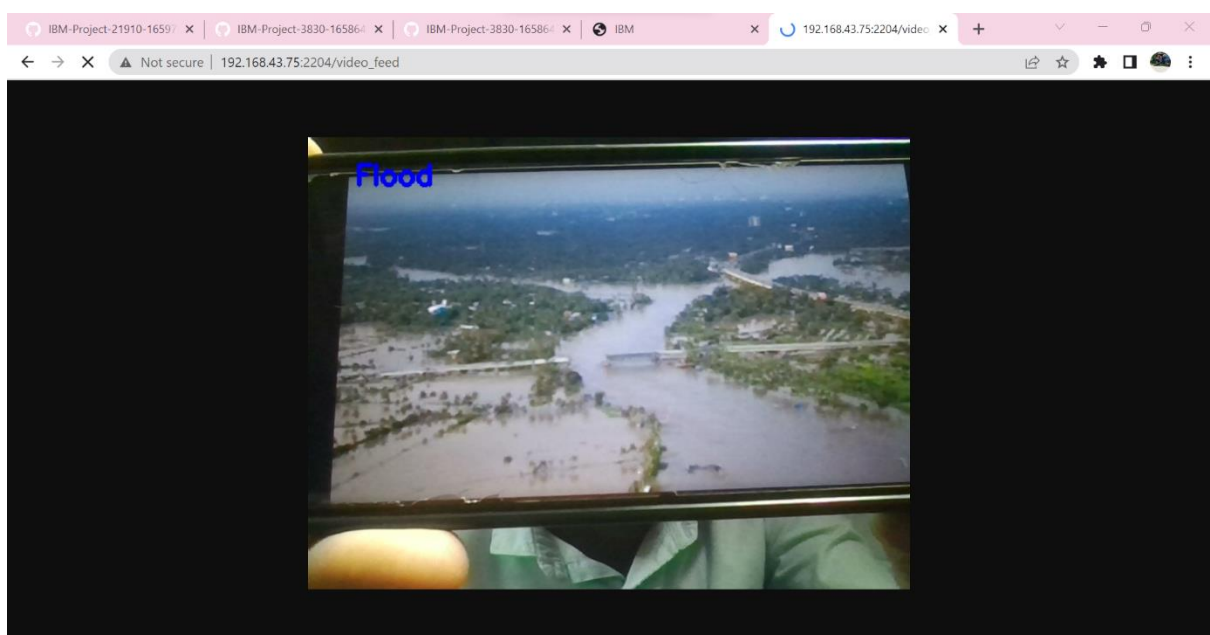 IBM-Project-21910-16597
IBM-Project-3830-165864
IBM-Project-3830-165864
IBM
192.168.43.75:2204/video
Not secure
192.168.43.75:2204/video_feed
Flood